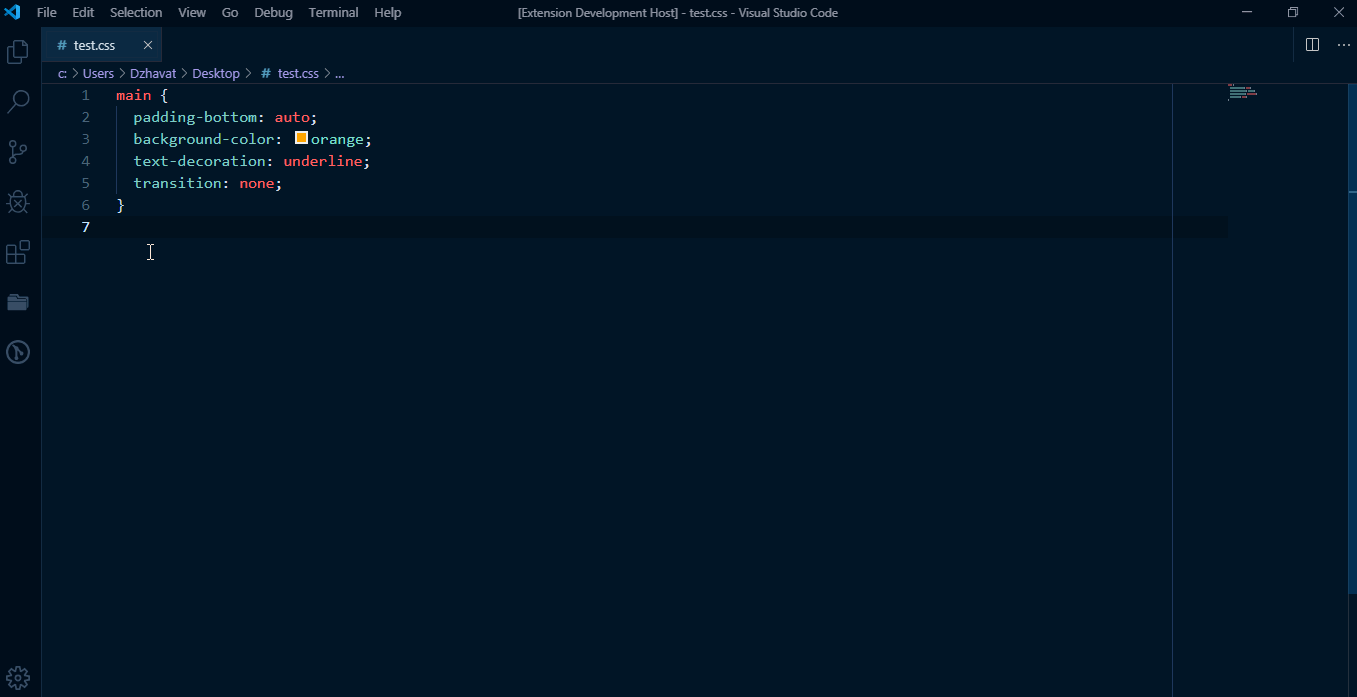 File Edit Selection View Go Debug Terminal Help [Extension Development Host] - test.css - Visual Studio Code
# test.css
c: > Users > Dzhavat > Desktop > # test.css > ...
1 main {
2 padding-bottom: auto;
3 background-color: orange;
4 text-decoration: underline;
5 transition: none;
6 }
7